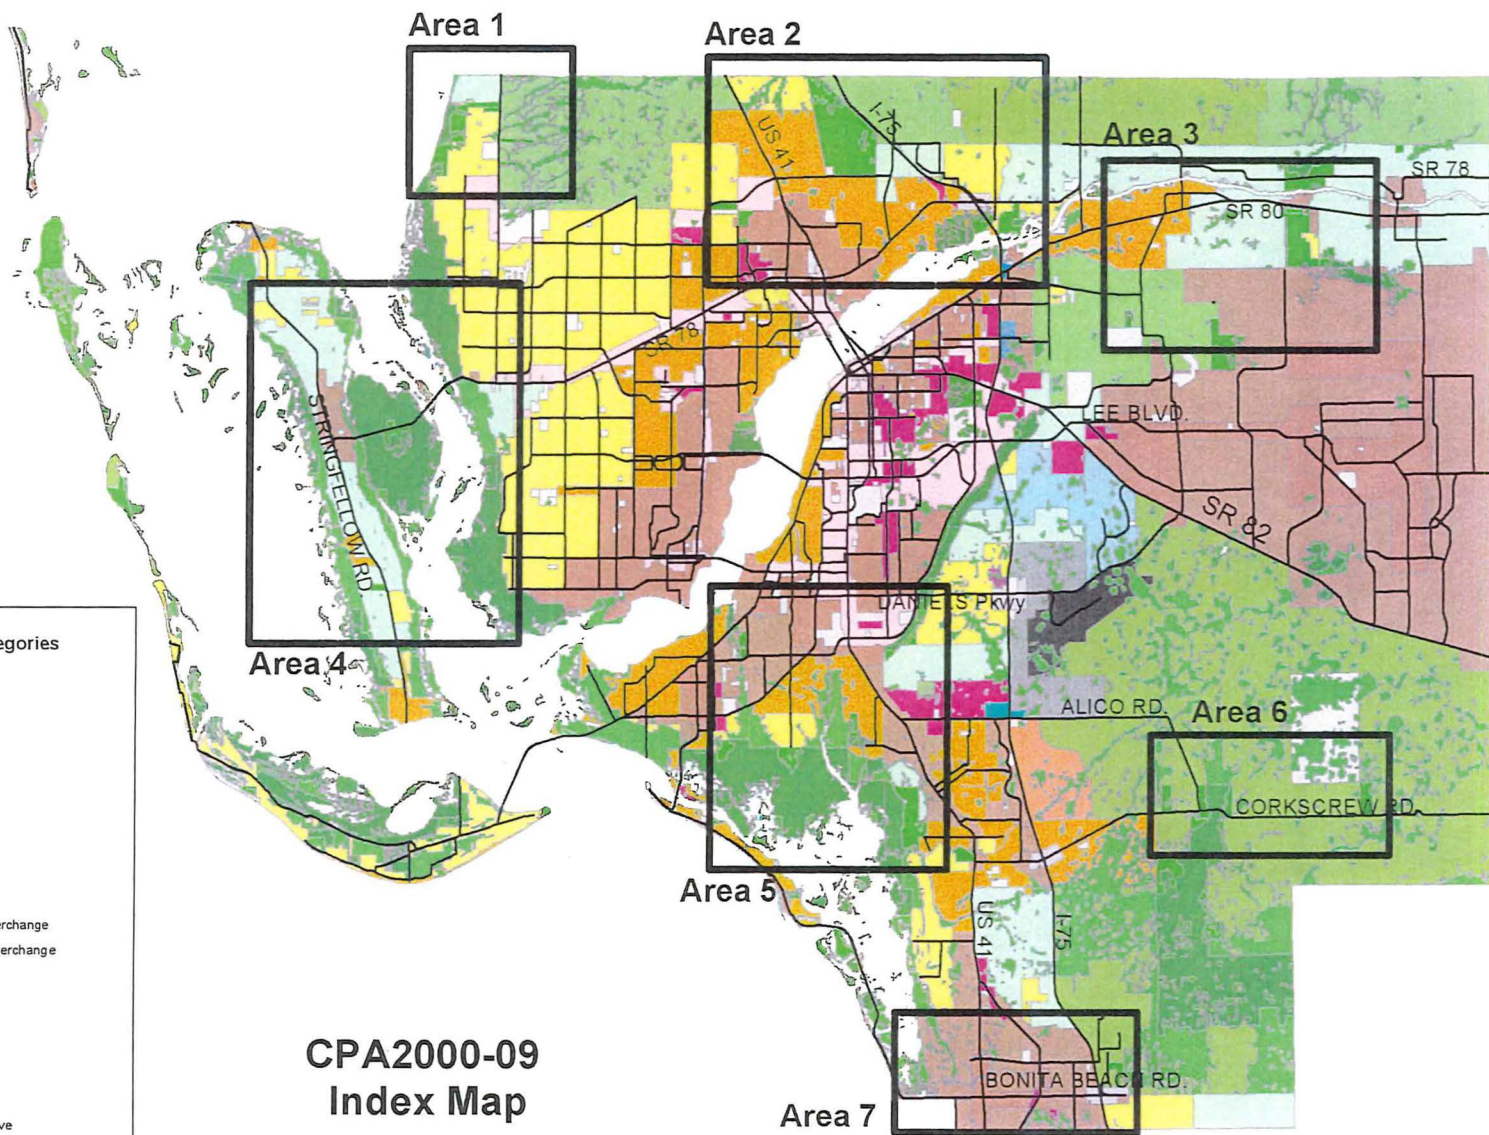 Area 1
Area 2
US 41
I-75
Area 3
SR 78
SR 80
SR 78
LEE BLVD.
STRINGFELLOW RD
SR 82
DANIELS Pkwy
Area 4
ALICO RD.
Area 6
CORKSCREW RD.
Area 5
US 41
I-75
CPA2000-09
Index Map
BONITA BEACH RD.
Area 7
egories
erchange
erchange
ve